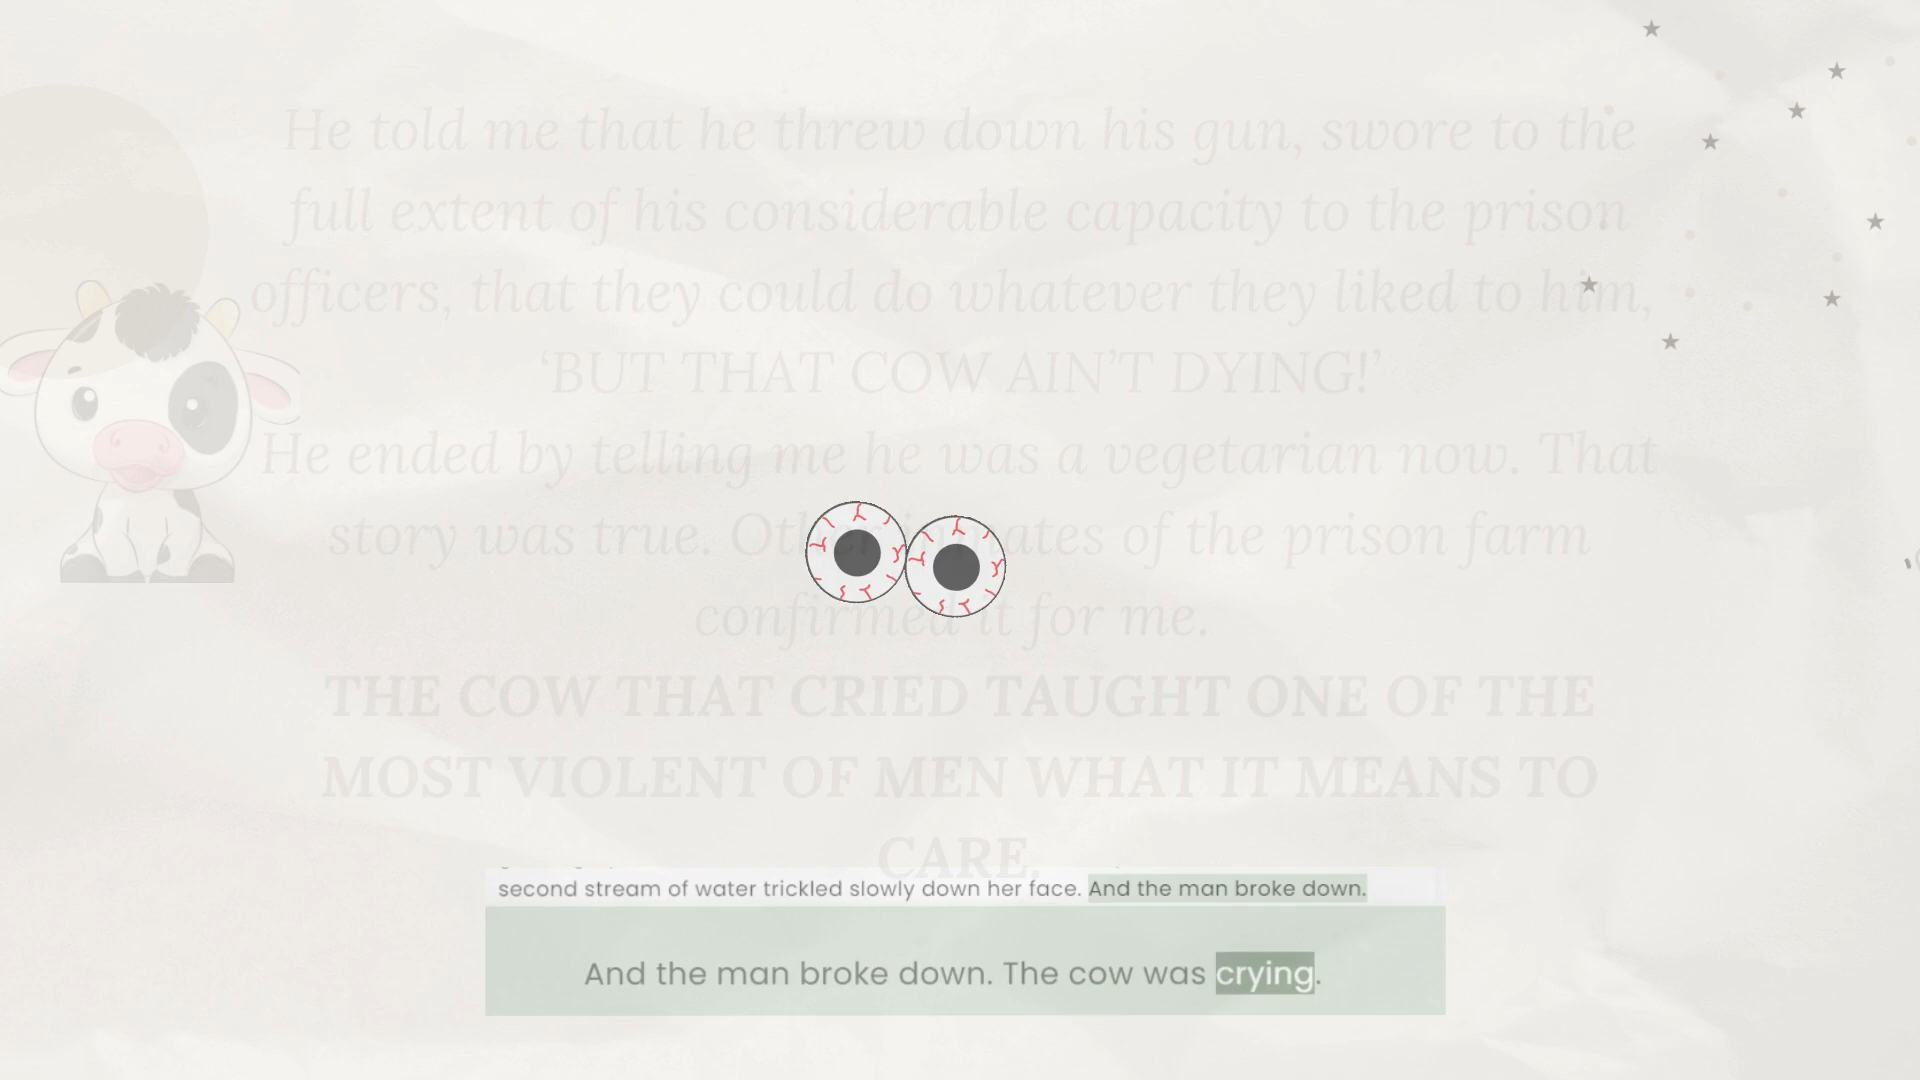 He told me that he threw down his gun, swore to the
full extent of his considerable capacity to the prison
officers, that they could do whatever they liked to him,
‘BUT THAT COW AIN’T DYING!’
He ended by telling me he was a vegetarian now. That
story was true. Other inmates of the prison farm
confirmed it for me.
THE COW THAT CRIED TAUGHT ONE OF THE
MOST VIOLENT OF MEN WHAT IT MEANS TO
CARE.
second stream of water trickled slowly down her face. And the man broke down.
And the man broke down. The cow was crying.